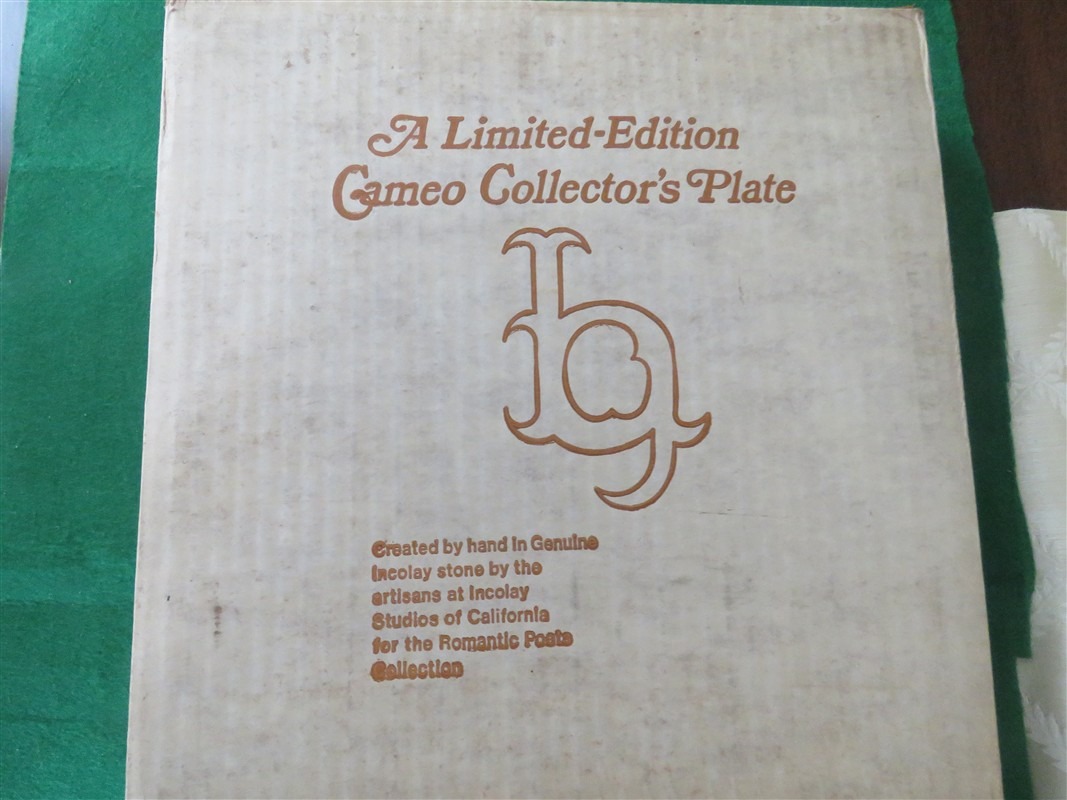 A Limited-Edition
Cameo Collector's Plate
Created by hand in Genuine
Incolay stone by the
artisans at Incolay
Studios of California
for the Romantic Poets
Collection